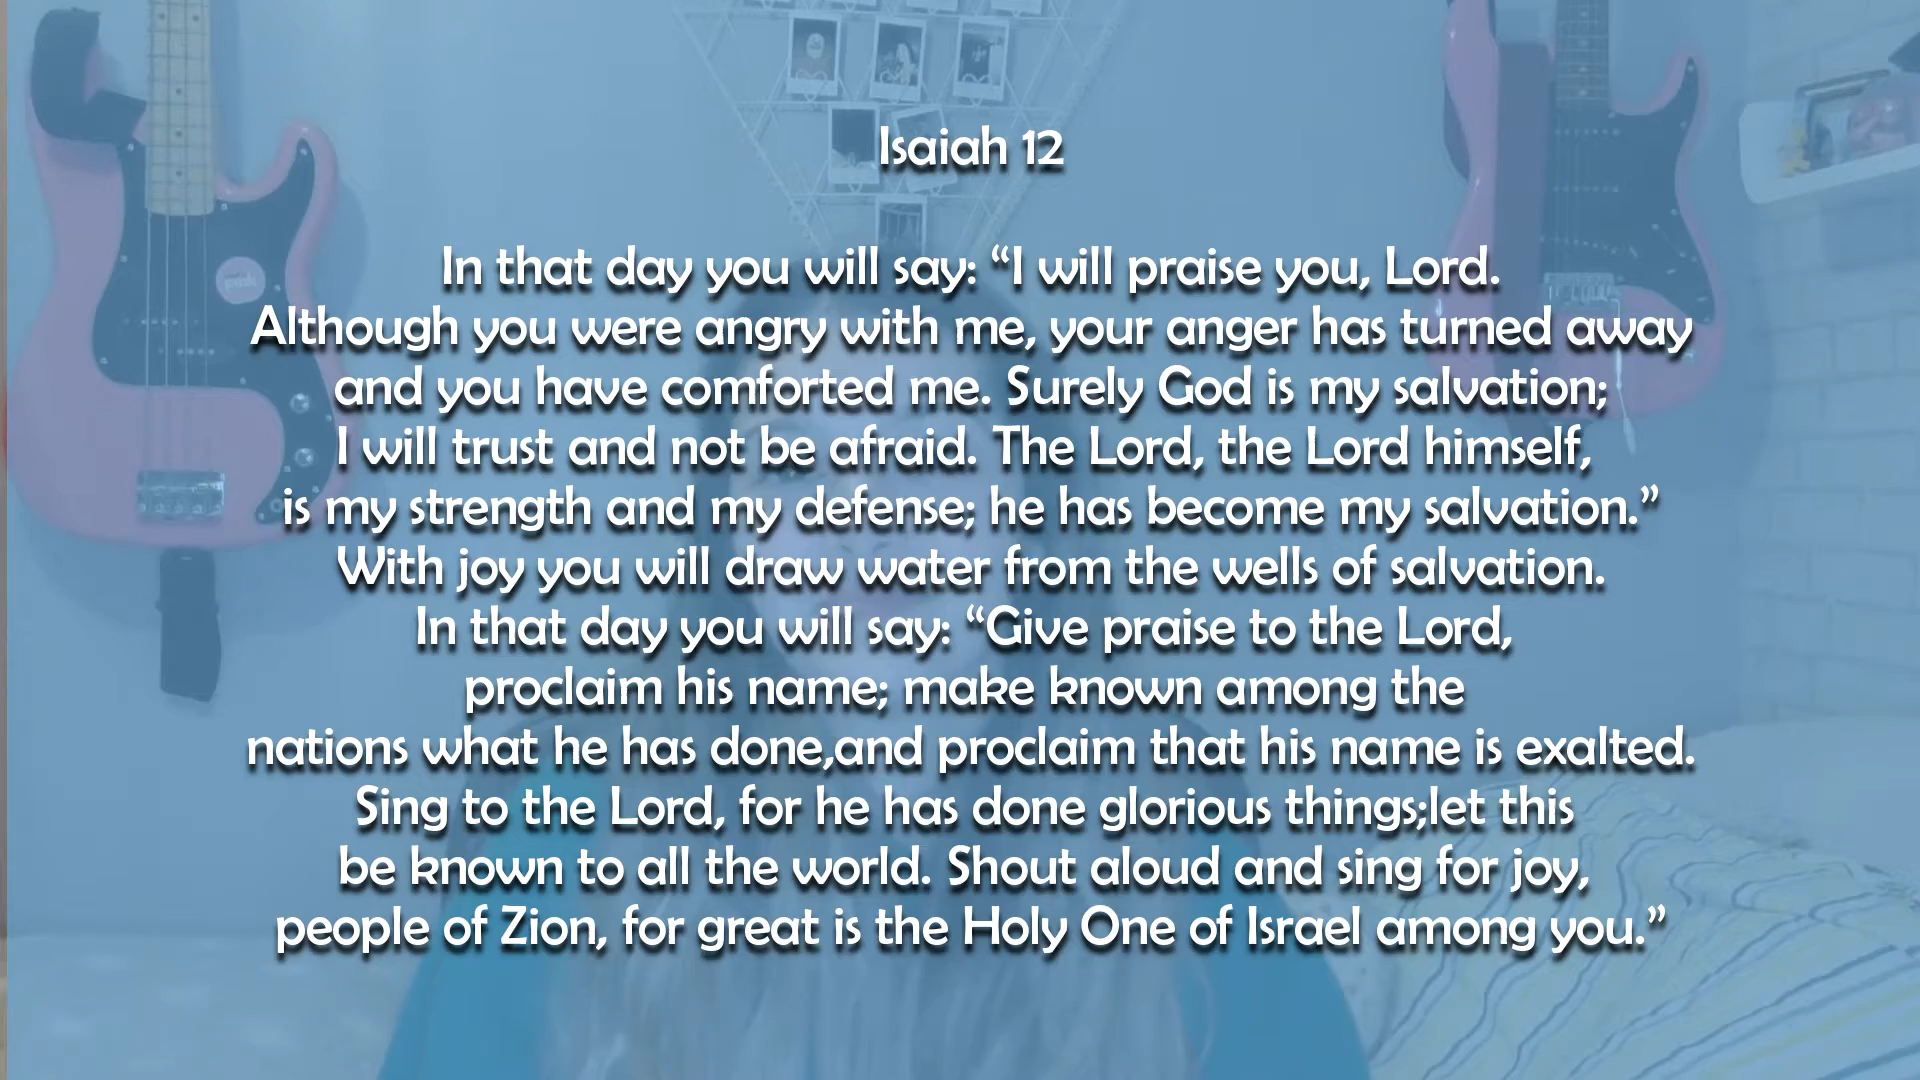 Isaiah 12
In that day you will say: “I will praise you, Lord.
Although you were angry with me, your anger has turned away
and you have comforted me. Surely God is my salvation;
I will trust and not be afraid. The Lord, the Lord himself,
is my strength and my defense; he has become my salvation.”
With joy you will draw water from the wells of salvation.
In that day you will say: “Give praise to the Lord,
proclaim his name; make known among the
nations what he has done,and proclaim that his name is exalted.
Sing to the Lord, for he has done glorious things;let this
be known to all the world. Shout aloud and sing for joy,
people of Zion, for great is the Holy One of Israel among you.”